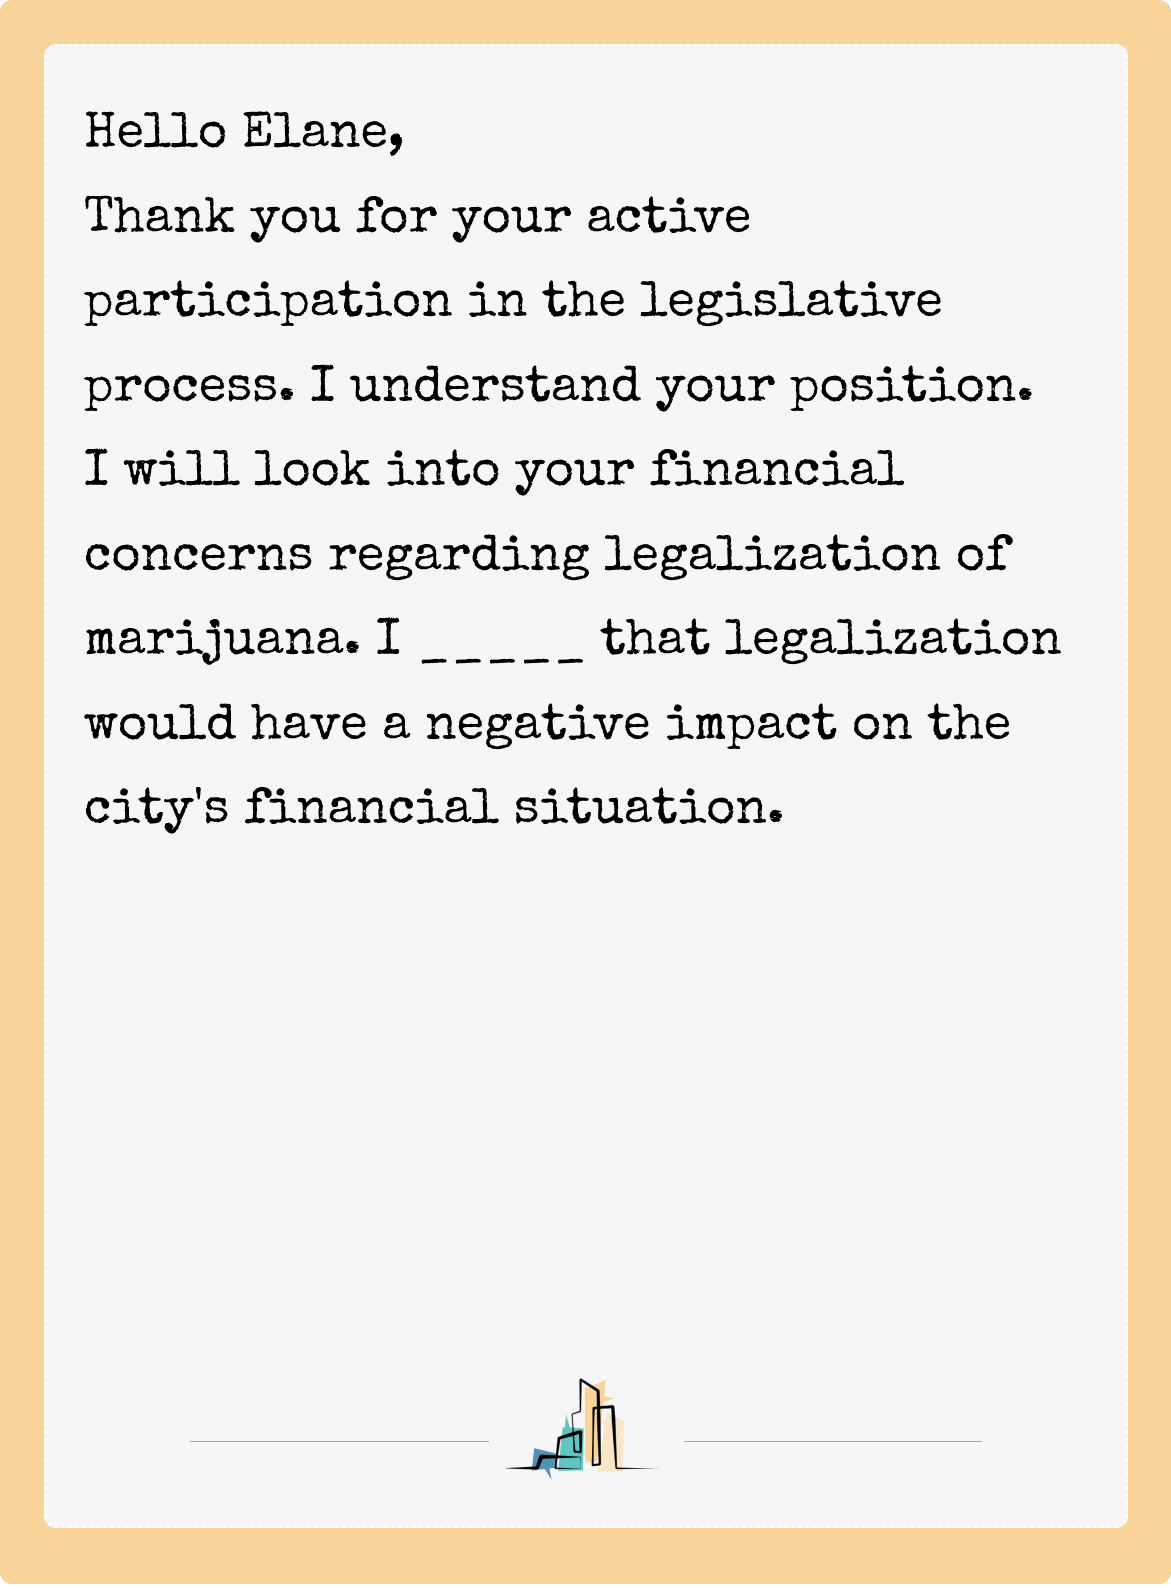 Hello Elane,
Thank you for your active
participation in the legislative
process. I understand your position.
I will look into your financial
concerns regarding legalization of
marijuana. I _____ that legalization
would have a negative impact on the
city's financial situation.